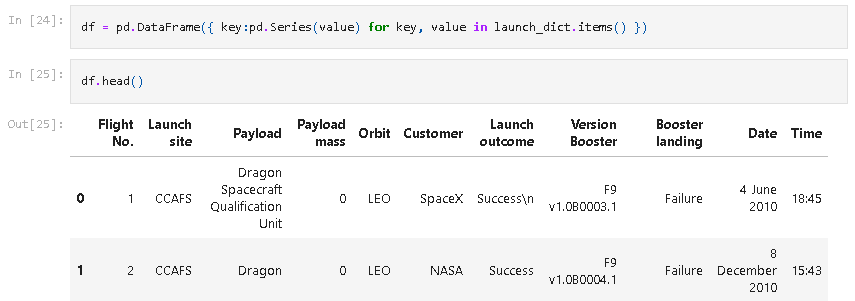 In [24]:
df = pd.DataFrame({ key:pd.Series(value) for key, value in launch_dict.items() })
In [25]:
df.head()
Out[25]:
Flight No. Launch site Payload Payload mass Orbit Customer Launch outcome Version Booster Booster landing Date Time
0 1 CCAFS Dragon Spacecraft Qualification Unit 0 LEO SpaceX Success\n F9 v1.0B0003.1 Failure 4 June 2010 18:45
1 2 CCAFS Dragon 0 LEO NASA Success F9 v1.0B0004.1 Failure 8 December 2010 15:43